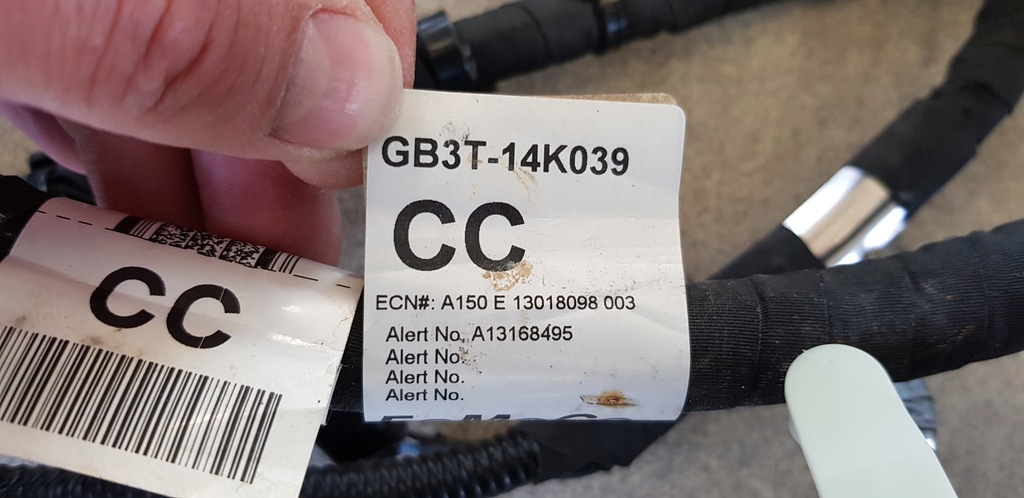 GB3T-14K039
CC
ECN#: A150 E 13018098 003
Alert No. A13168495
Alert No.
Alert No.
Alert No.
CC